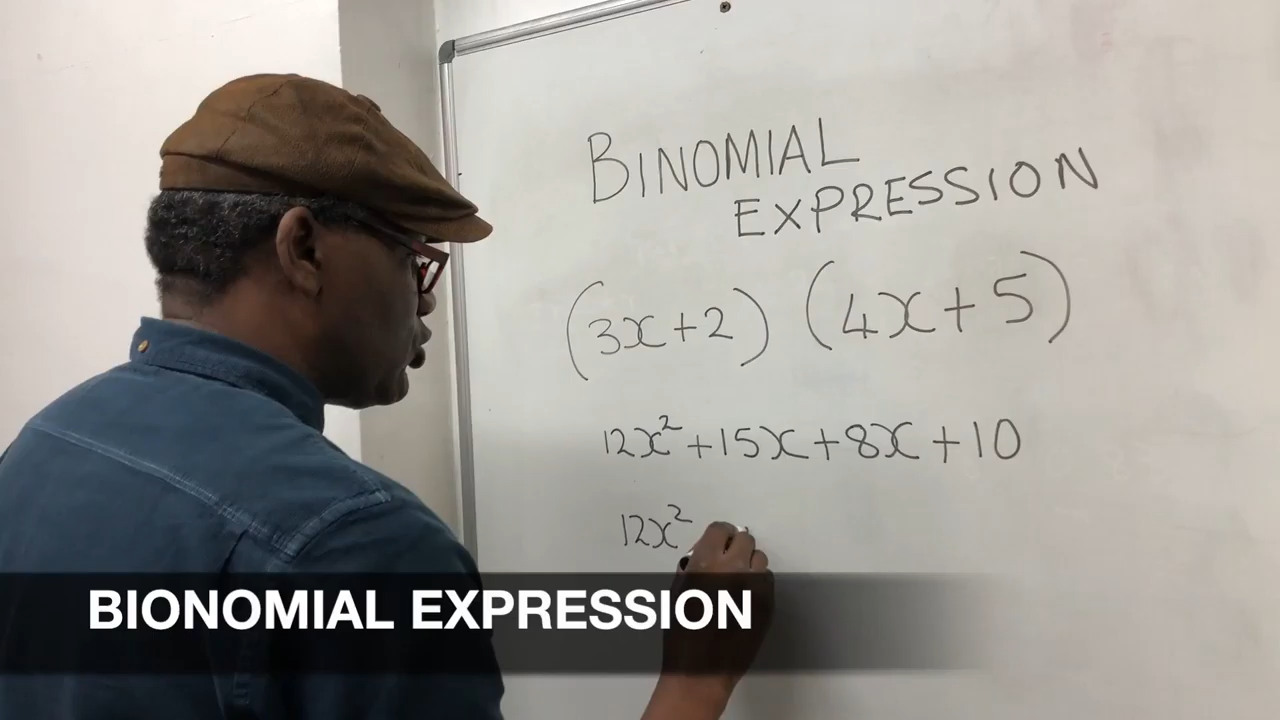 BINOMIAL
EXPRESSION
(3x+2) (4x+5)
12x²+15x+8x+10
12x²
BIONOMIAL EXPRESSION